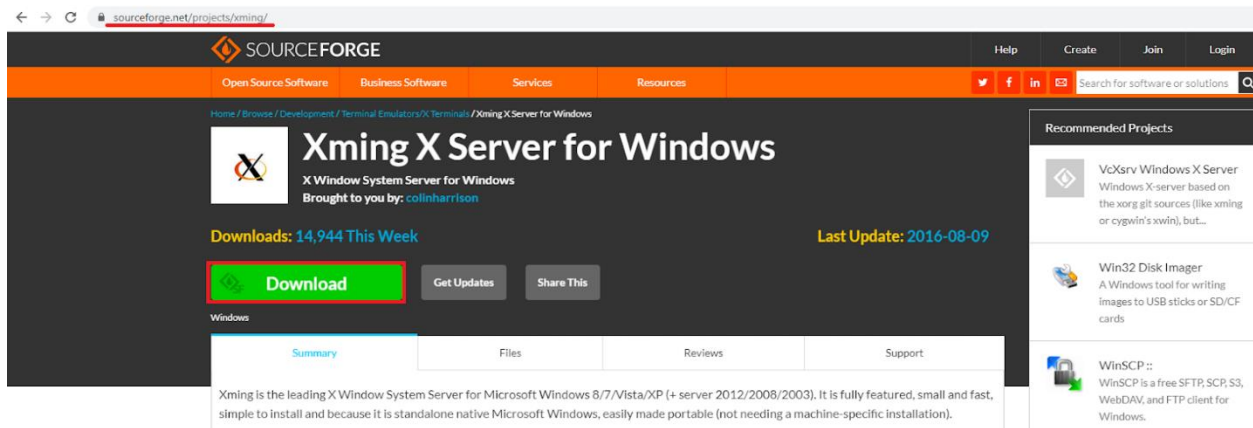 sourceforge.net/projects/xming/
SOURCEFORGE
Help Create Join Login
Open Source Software Business Software Services Resources
Search for software or solutions
Home / Browse / Development / Terminal Emulators/X Terminals / Xming X Server for Windows
Xming X Server for Windows
X Window System Server for Windows
Brought to you by: colinharrison
Downloads: 14,944 This Week
Last Update: 2016-08-09
Download
Get Updates
Share This
Windows
Summary Files Reviews Support
Xming is the leading X Window System Server for Microsoft Windows 8/7/Vista/XP (+ server 2012/2008/2003). It is fully featured, small and fast,
simple to install and because it is standalone native Microsoft Windows, easily made portable (not needing a machine-specific installation).
Recommended Projects
VcXsrv Windows X Server
Windows X-server based on
the xorg git sources (like xming
or cygwin's xwin), but...
Win32 Disk Imager
A Windows tool for writing
images to USB sticks or SD/CF
cards
WinSCP ::
WinSCP is a free SFTP, SCP, S3,
WebDAV, and FTP client for
Windows.